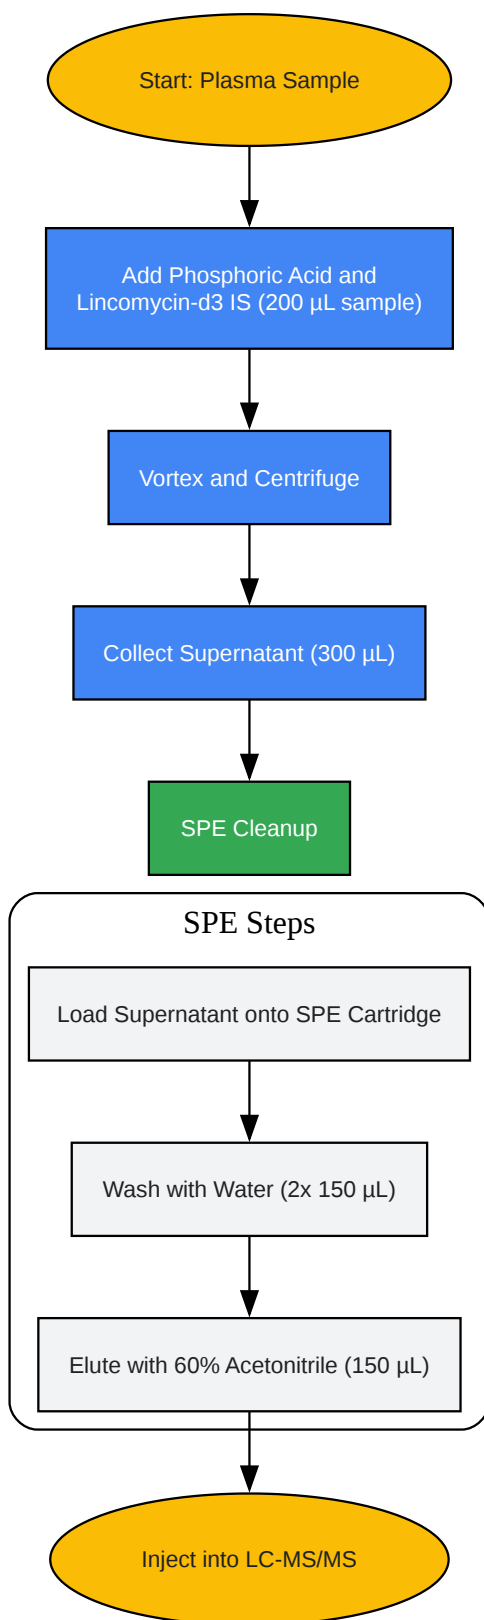 Start: Plasma Sample
Add Phosphoric Acid and
Lincomycin-d3 IS (200 µL sample)
Vortex and Centrifuge
Collect Supernatant (300 µL)
SPE Cleanup
SPE Steps
Load Supernatant onto SPE Cartridge
Wash with Water (2x 150 µL)
Elute with 60% Acetonitrile (150 µL)
Inject into LC-MS/MS